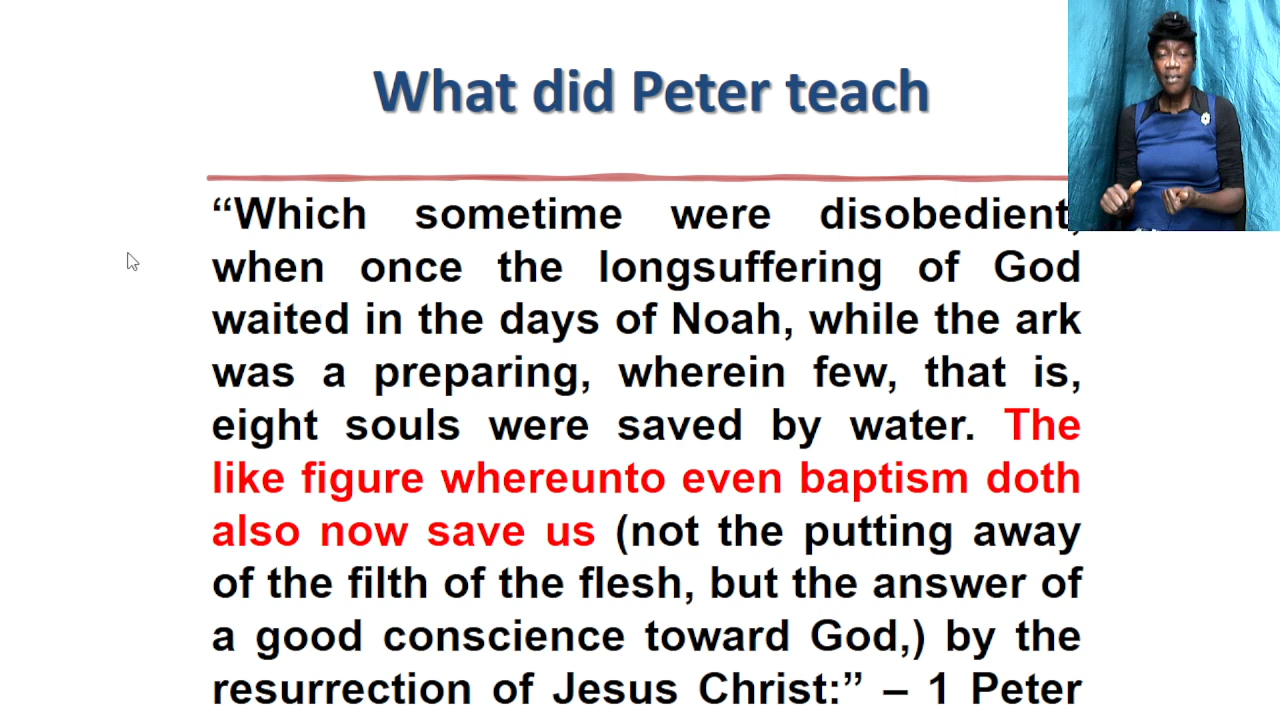 What did Peter teach
“Which sometime were disobedient,
when once the longsuffering of God
waited in the days of Noah, while the ark
was a preparing, wherein few, that is,
eight souls were saved by water. The
like figure whereunto even baptism doth
also now save us (not the putting away
of the filth of the flesh, but the answer of
a good conscience toward God,) by the
resurrection of Jesus Christ:” – 1 Peter